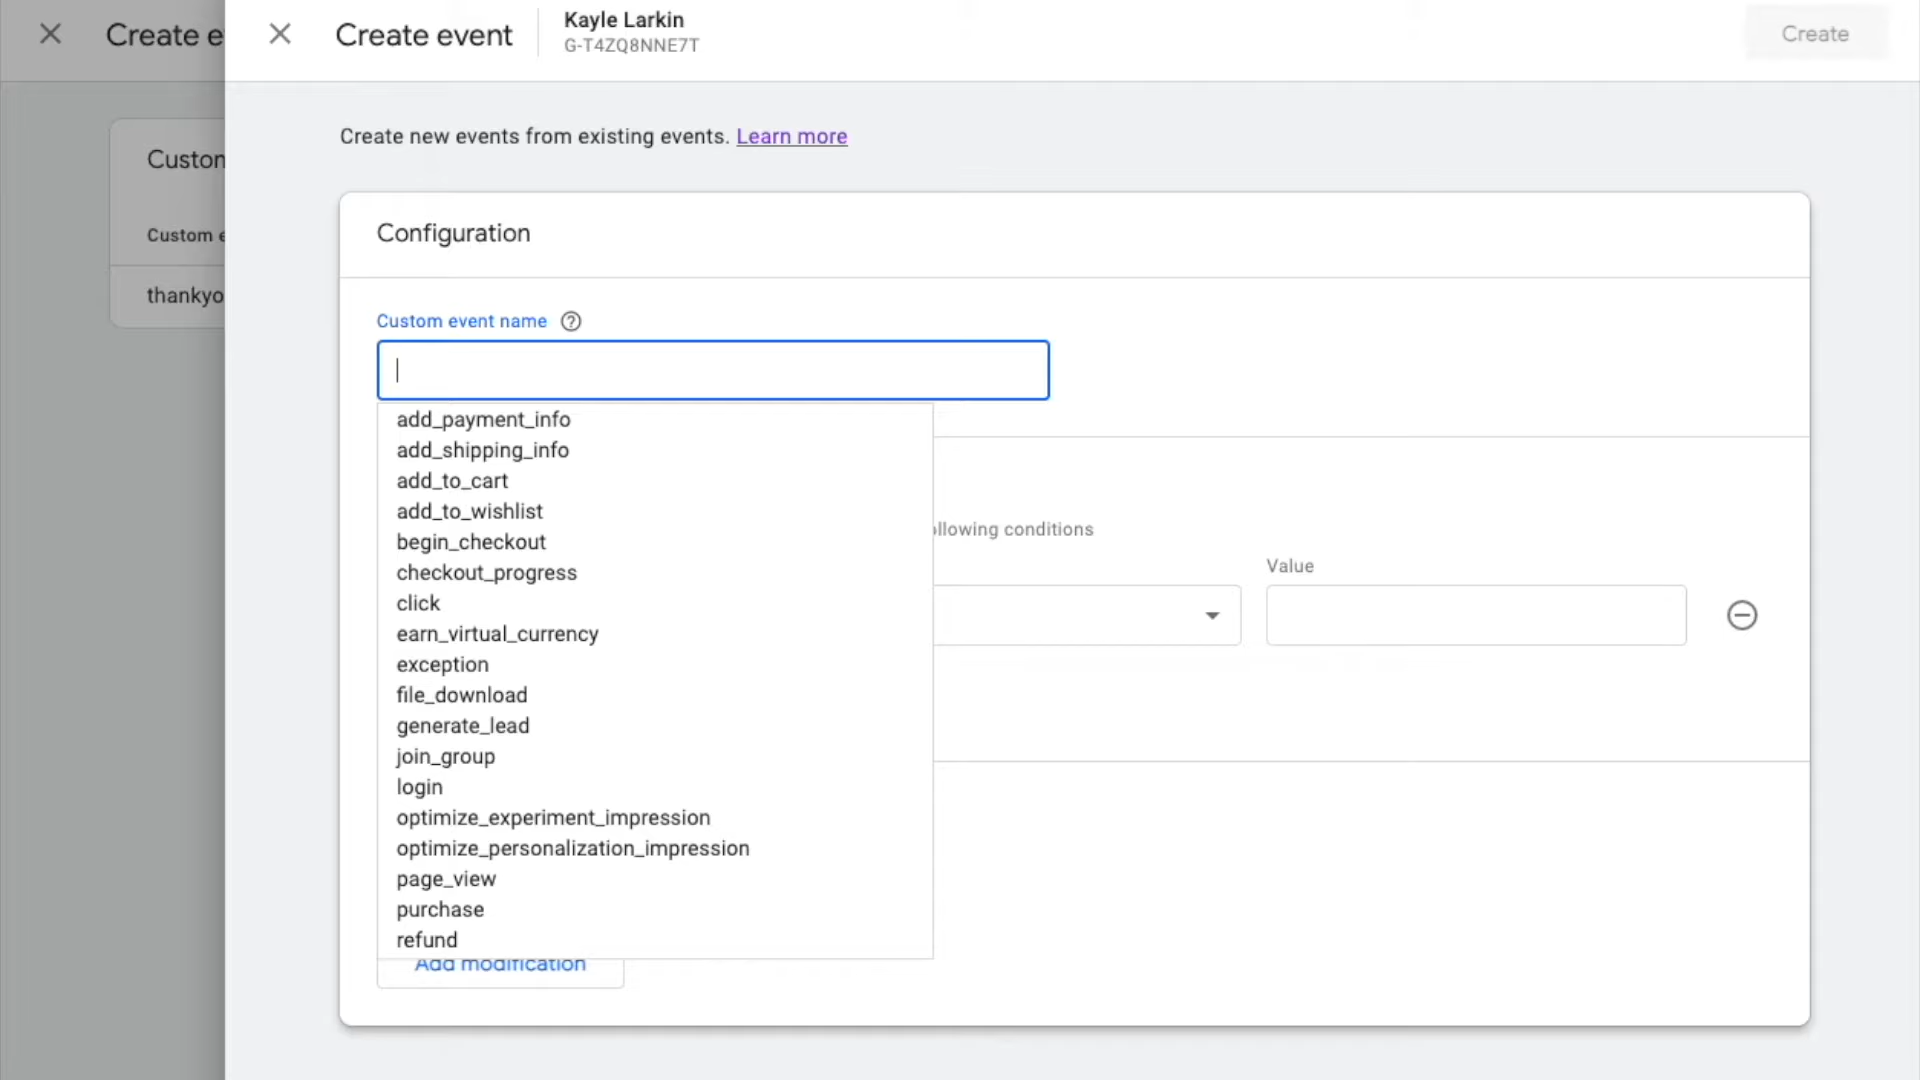 Create e
Create event
Kayle Larkin
G-T4ZQ8NNE7T
Create
Create new events from existing events. Learn more
Custon
Configuration
Custom e
thankyo
Custom event name
add_payment_info
add_shipping_info
add_to_cart
add_to_wishlist
ollowing conditions
begin_checkout
Value
checkout_progress
click
earn_virtual_currency
exception
file_download
generate_lead
join_group
login
optimize_experiment_impression
optimize_personalization_impression
page_view
purchase
refund
Add modification